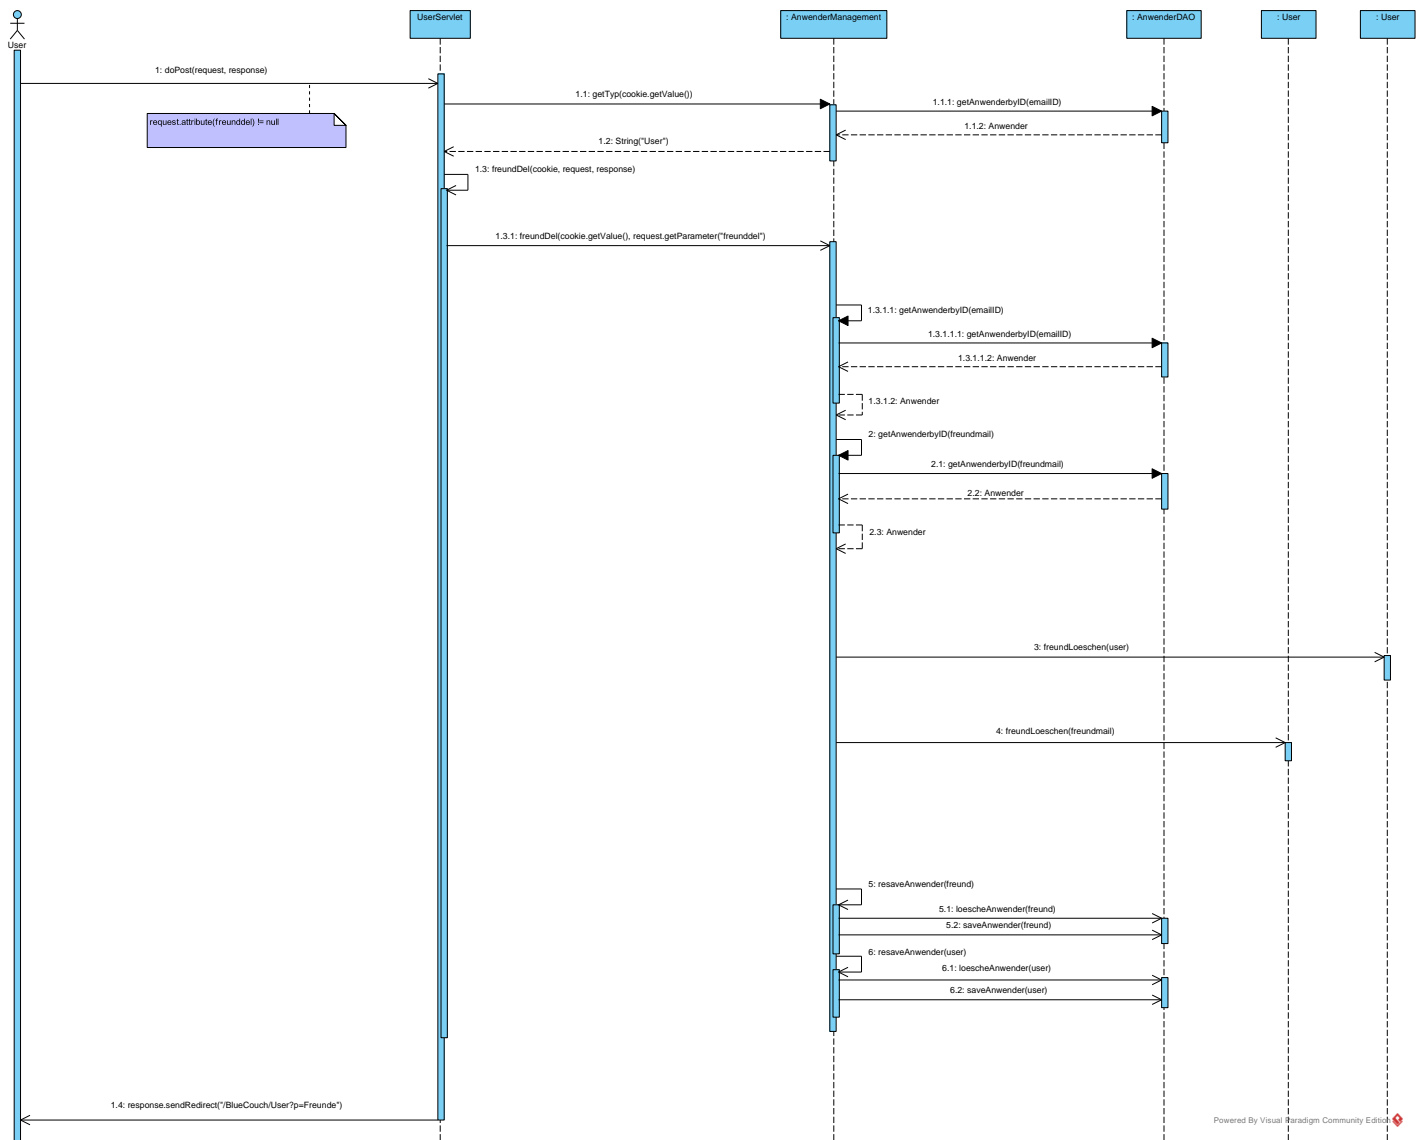 UserServlet
: AnwenderManagement
: AnwenderDAO
: User
: User
User
1: doPost(request, response)
request.attribute(freunddel) != null
1.1: getTyp(cookie.getValue())
1.1.1: getAnwenderbyID(emailID)
1.1.2: Anwender
1.2: String("User")
1.3: freundDel(cookie, request, response)
1.3.1: freundDel(cookie.getValue(), request.getParameter("freunddel")
1.3.1.1: getAnwenderbyID(emailID)
1.3.1.1.1: getAnwenderbyID(emailID)
1.3.1.1.2: Anwender
1.3.1.2: Anwender
2: getAnwenderbyID(freundmail)
2.1: getAnwenderbyID(freundmail)
2.2: Anwender
2.3: Anwender
3: freundLoeschen(user)
4: freundLoeschen(freundmail)
5: resaveAnwender(freund)
5.1: loescheAnwender(freund)
5.2: saveAnwender(freund)
6: resaveAnwender(user)
6.1: loescheAnwender(user)
6.2: saveAnwender(user)
1.4: response.sendRedirect("/BlueCouch/User?p=Freunde")
Powered By Visual Paradigm Community Edition